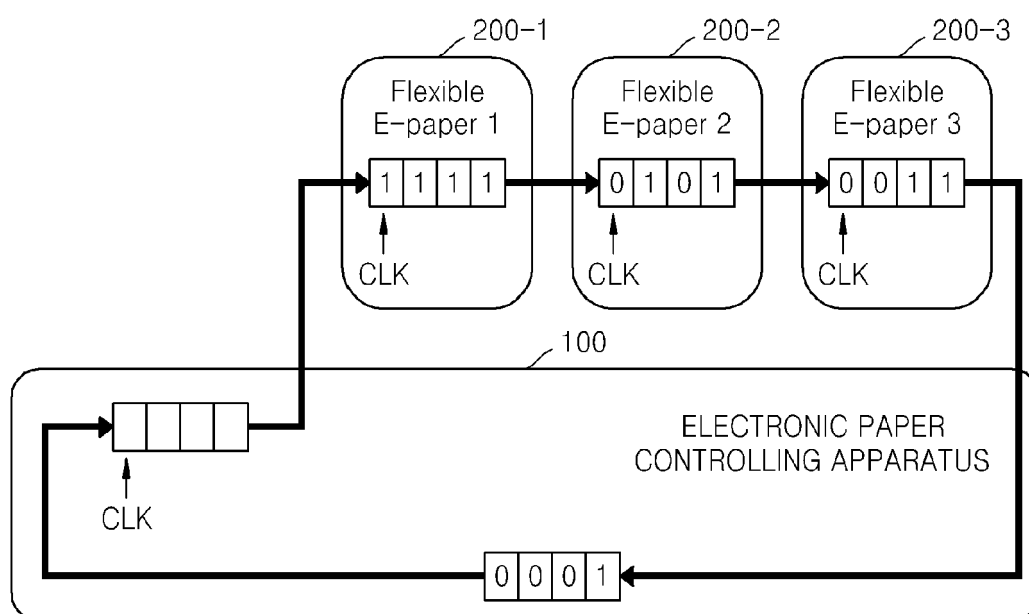 200-1
200-2
200-3
Flexible
E-paper 1
Flexible
E-paper 2
Flexible
E-paper 3
1 1 1 1
0 1 0 1
0 0 1 1
CLK
CLK
CLK
100
ELECTRONIC PAPER
CONTROLLING APPARATUS
CLK
0 0 0 1